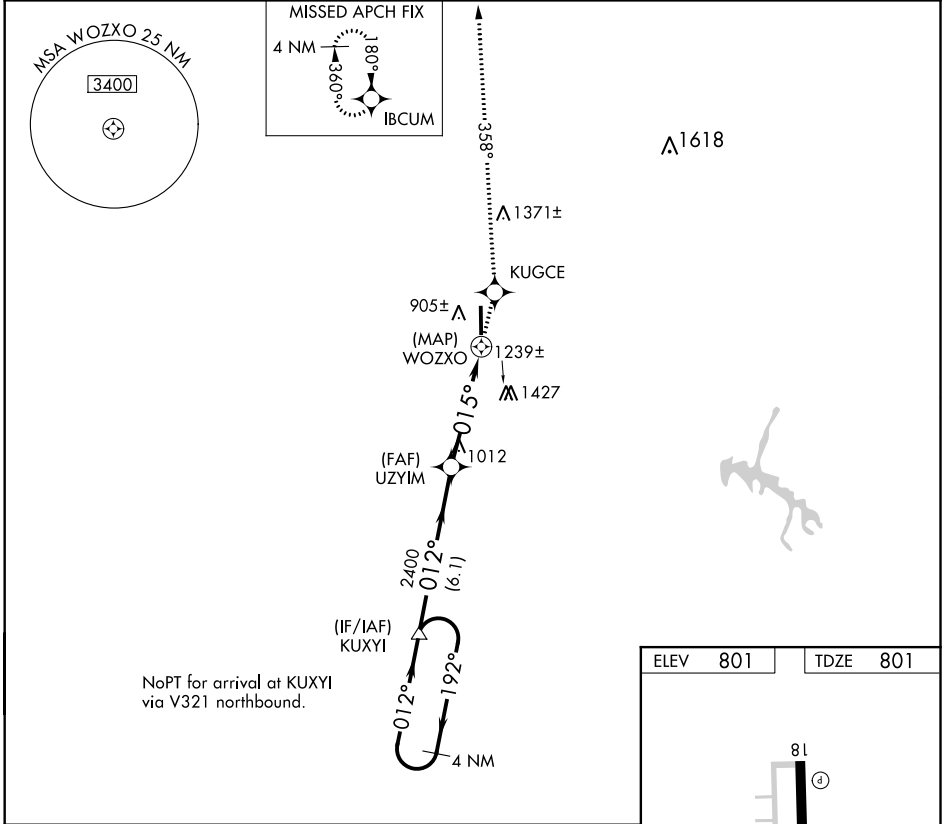 MSA WOZXO 25 NM
3400
MISSED APCH FIX
4 NM
180°
360°
IBCUM
358°
1618
1371±
KUGCE
905±
(MAP)
WOZXO
1239±
1427
015°
1012
(FAF)
UZYIM
2400
012°
(6.1)
(IF/IAF)
KUXYI
192°
012°
4 NM
NoPT for arrival at KUXYI
via V321 northbound.
ELEV 801
TDZE 801
18
P